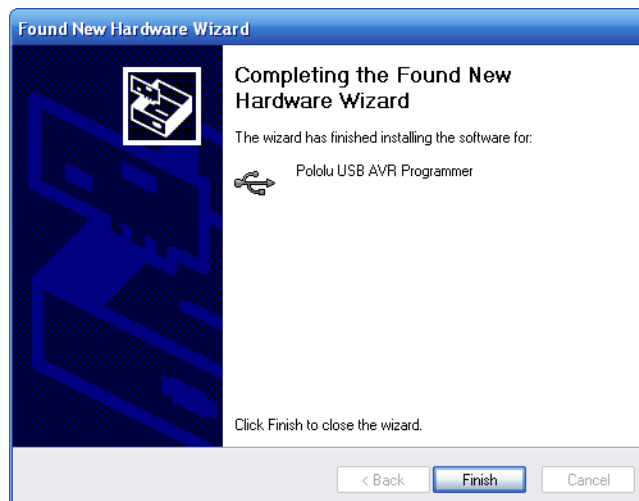 Found New Hardware Wizard
Completing the Found New
Hardware Wizard
The wizard has finished installing the software for:
Pololu USB AVR Programmer
Click Finish to close the wizard.
< Back
Finish
Cancel